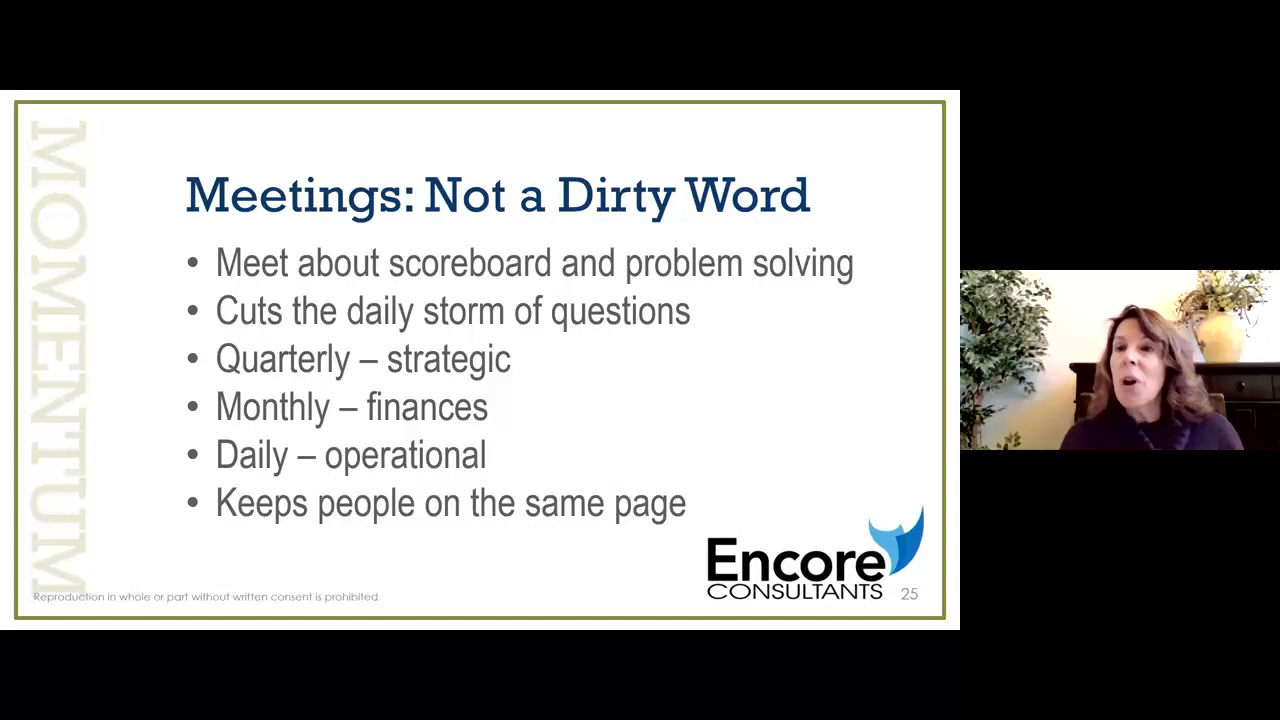 MOMENTUM
Meetings: Not a Dirty Word
• Meet about scoreboard and problem solving
• Cuts the daily storm of questions
• Quarterly – strategic
• Monthly – finances
• Daily – operational
• Keeps people on the same page
Encore
CONSULTANTS
Reproduction in whole or part without written consent is prohibited
25